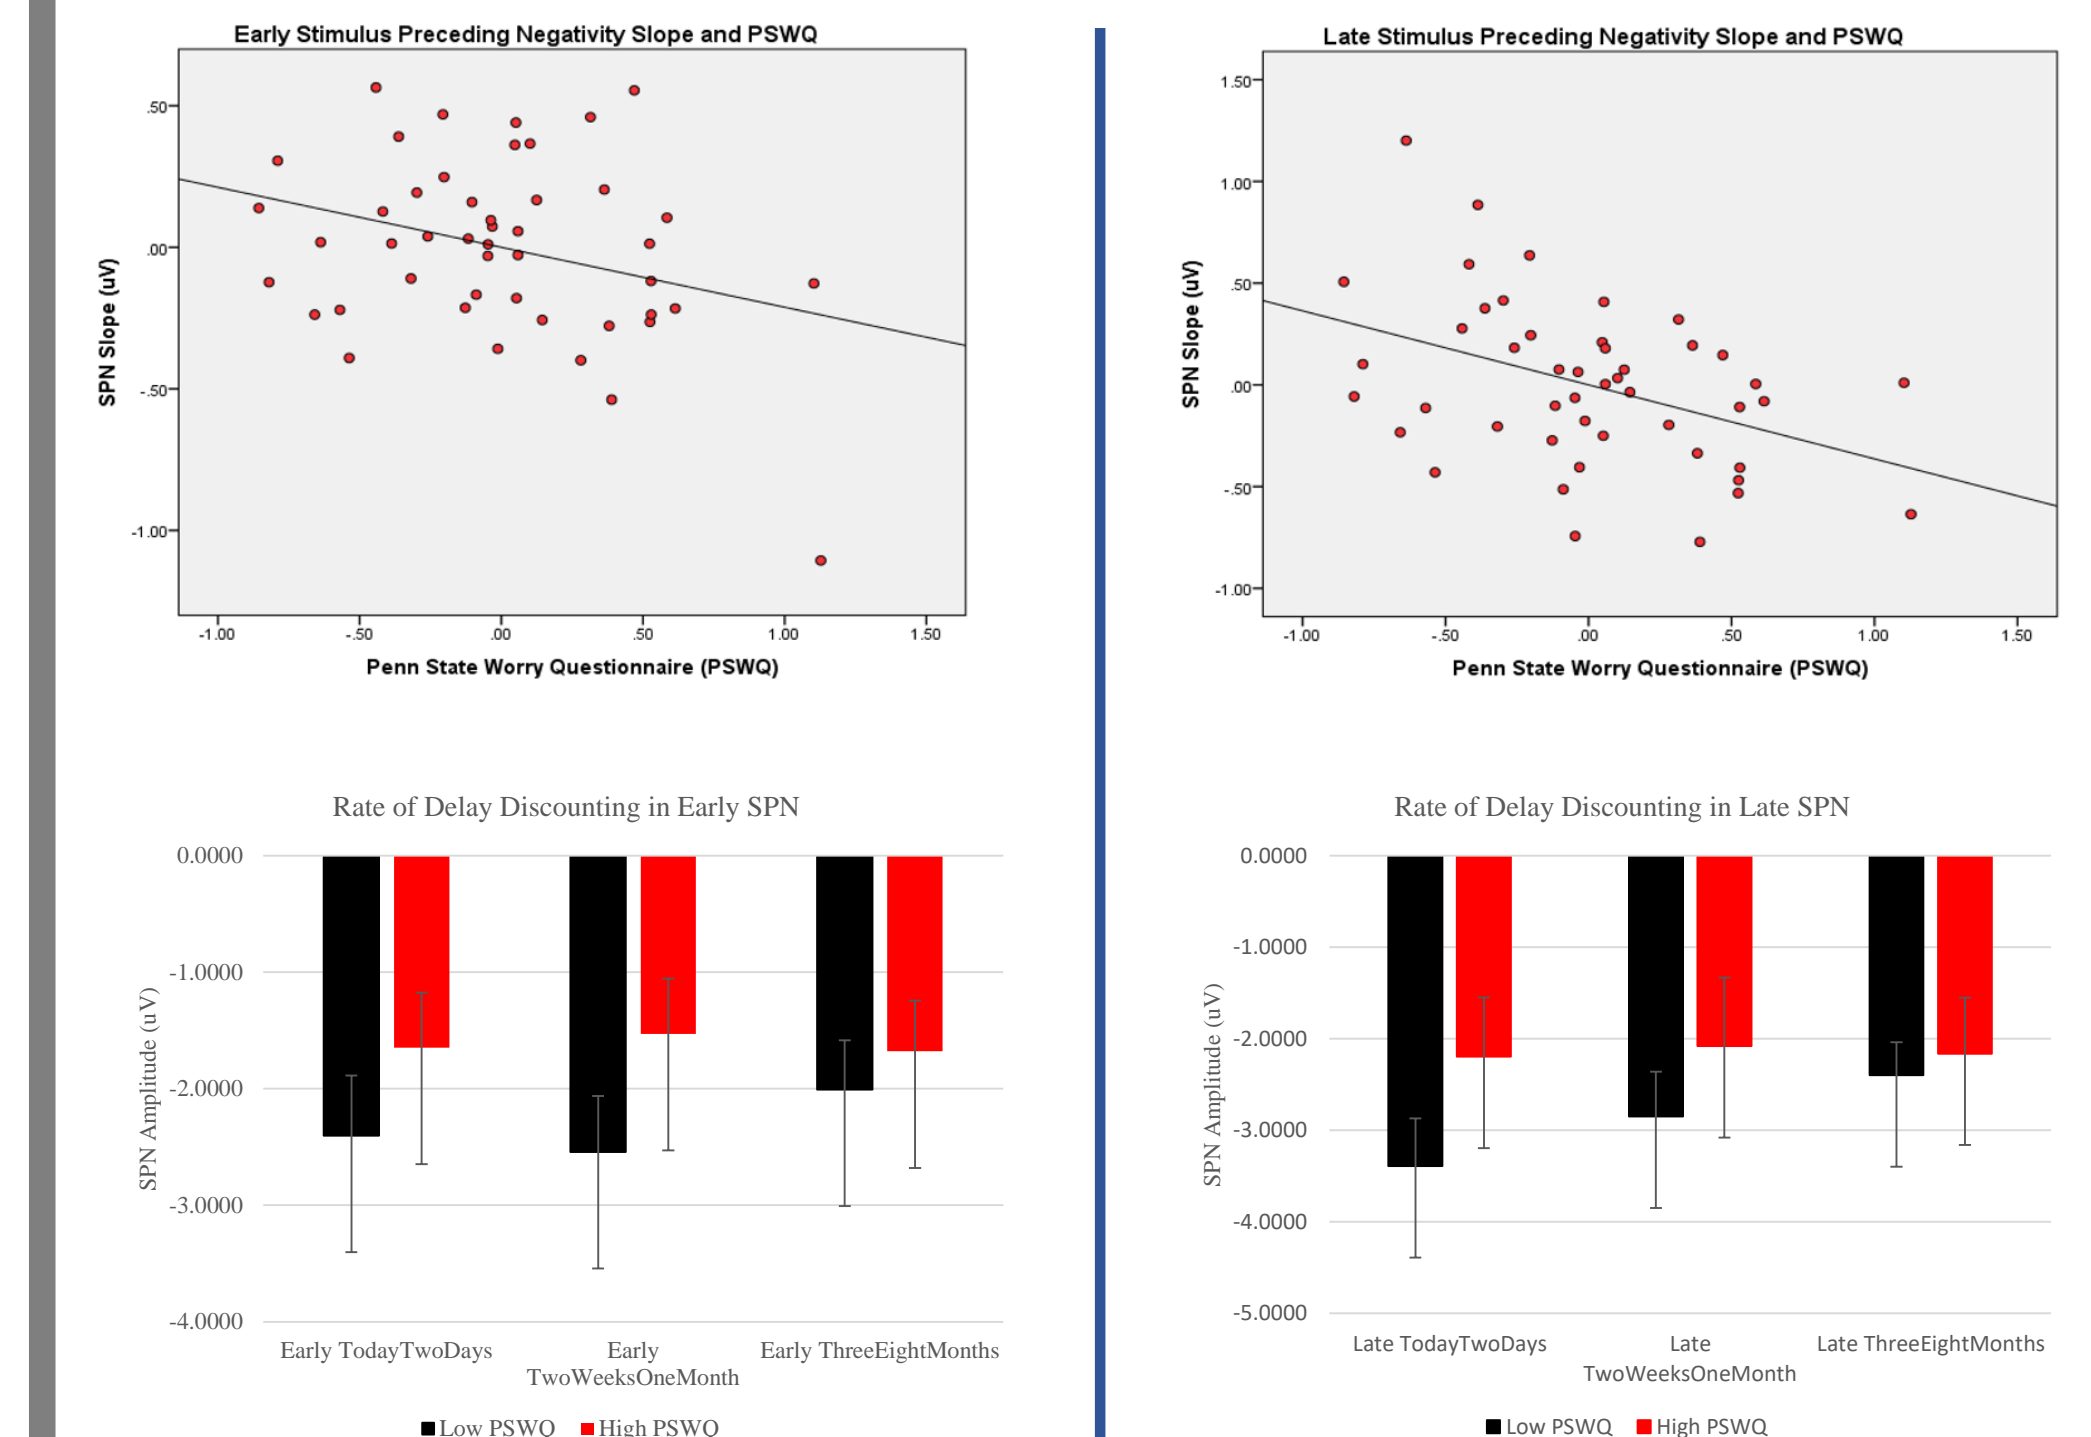 Early Stimulus Preceding Negativity Slope and PSWQ
.50
.00
-.50
-1.00
SPN Slope (uV)
-1.00 -.50 .00 .50 1.00 1.50
Penn State Worry Questionnaire (PSWQ)
Late Stimulus Preceding Negativity Slope and PSWQ
1.50
1.00
.50
.00
-.50
-1.00
SPN Slope (uV)
-1.00 -.50 .00 .50 1.00 1.50
Penn State Worry Questionnaire (PSWQ)
Rate of Delay Discounting in Early SPN
0.0000
-1.0000
-2.0000
-3.0000
-4.0000
SPN Amplitude (uV)
Early TodayTwoDays
Early
TwoWeeksOneMonth
Early ThreeEightMonths
Low PSWQ High PSWQ
Rate of Delay Discounting in Late SPN
0.0000
-1.0000
-2.0000
-3.0000
-4.0000
-5.0000
SPN Amplitude (uV)
Late TodayTwoDays
Late
TwoWeeksOneMonth
Late ThreeEightMonths
Low PSWQ High PSWQ